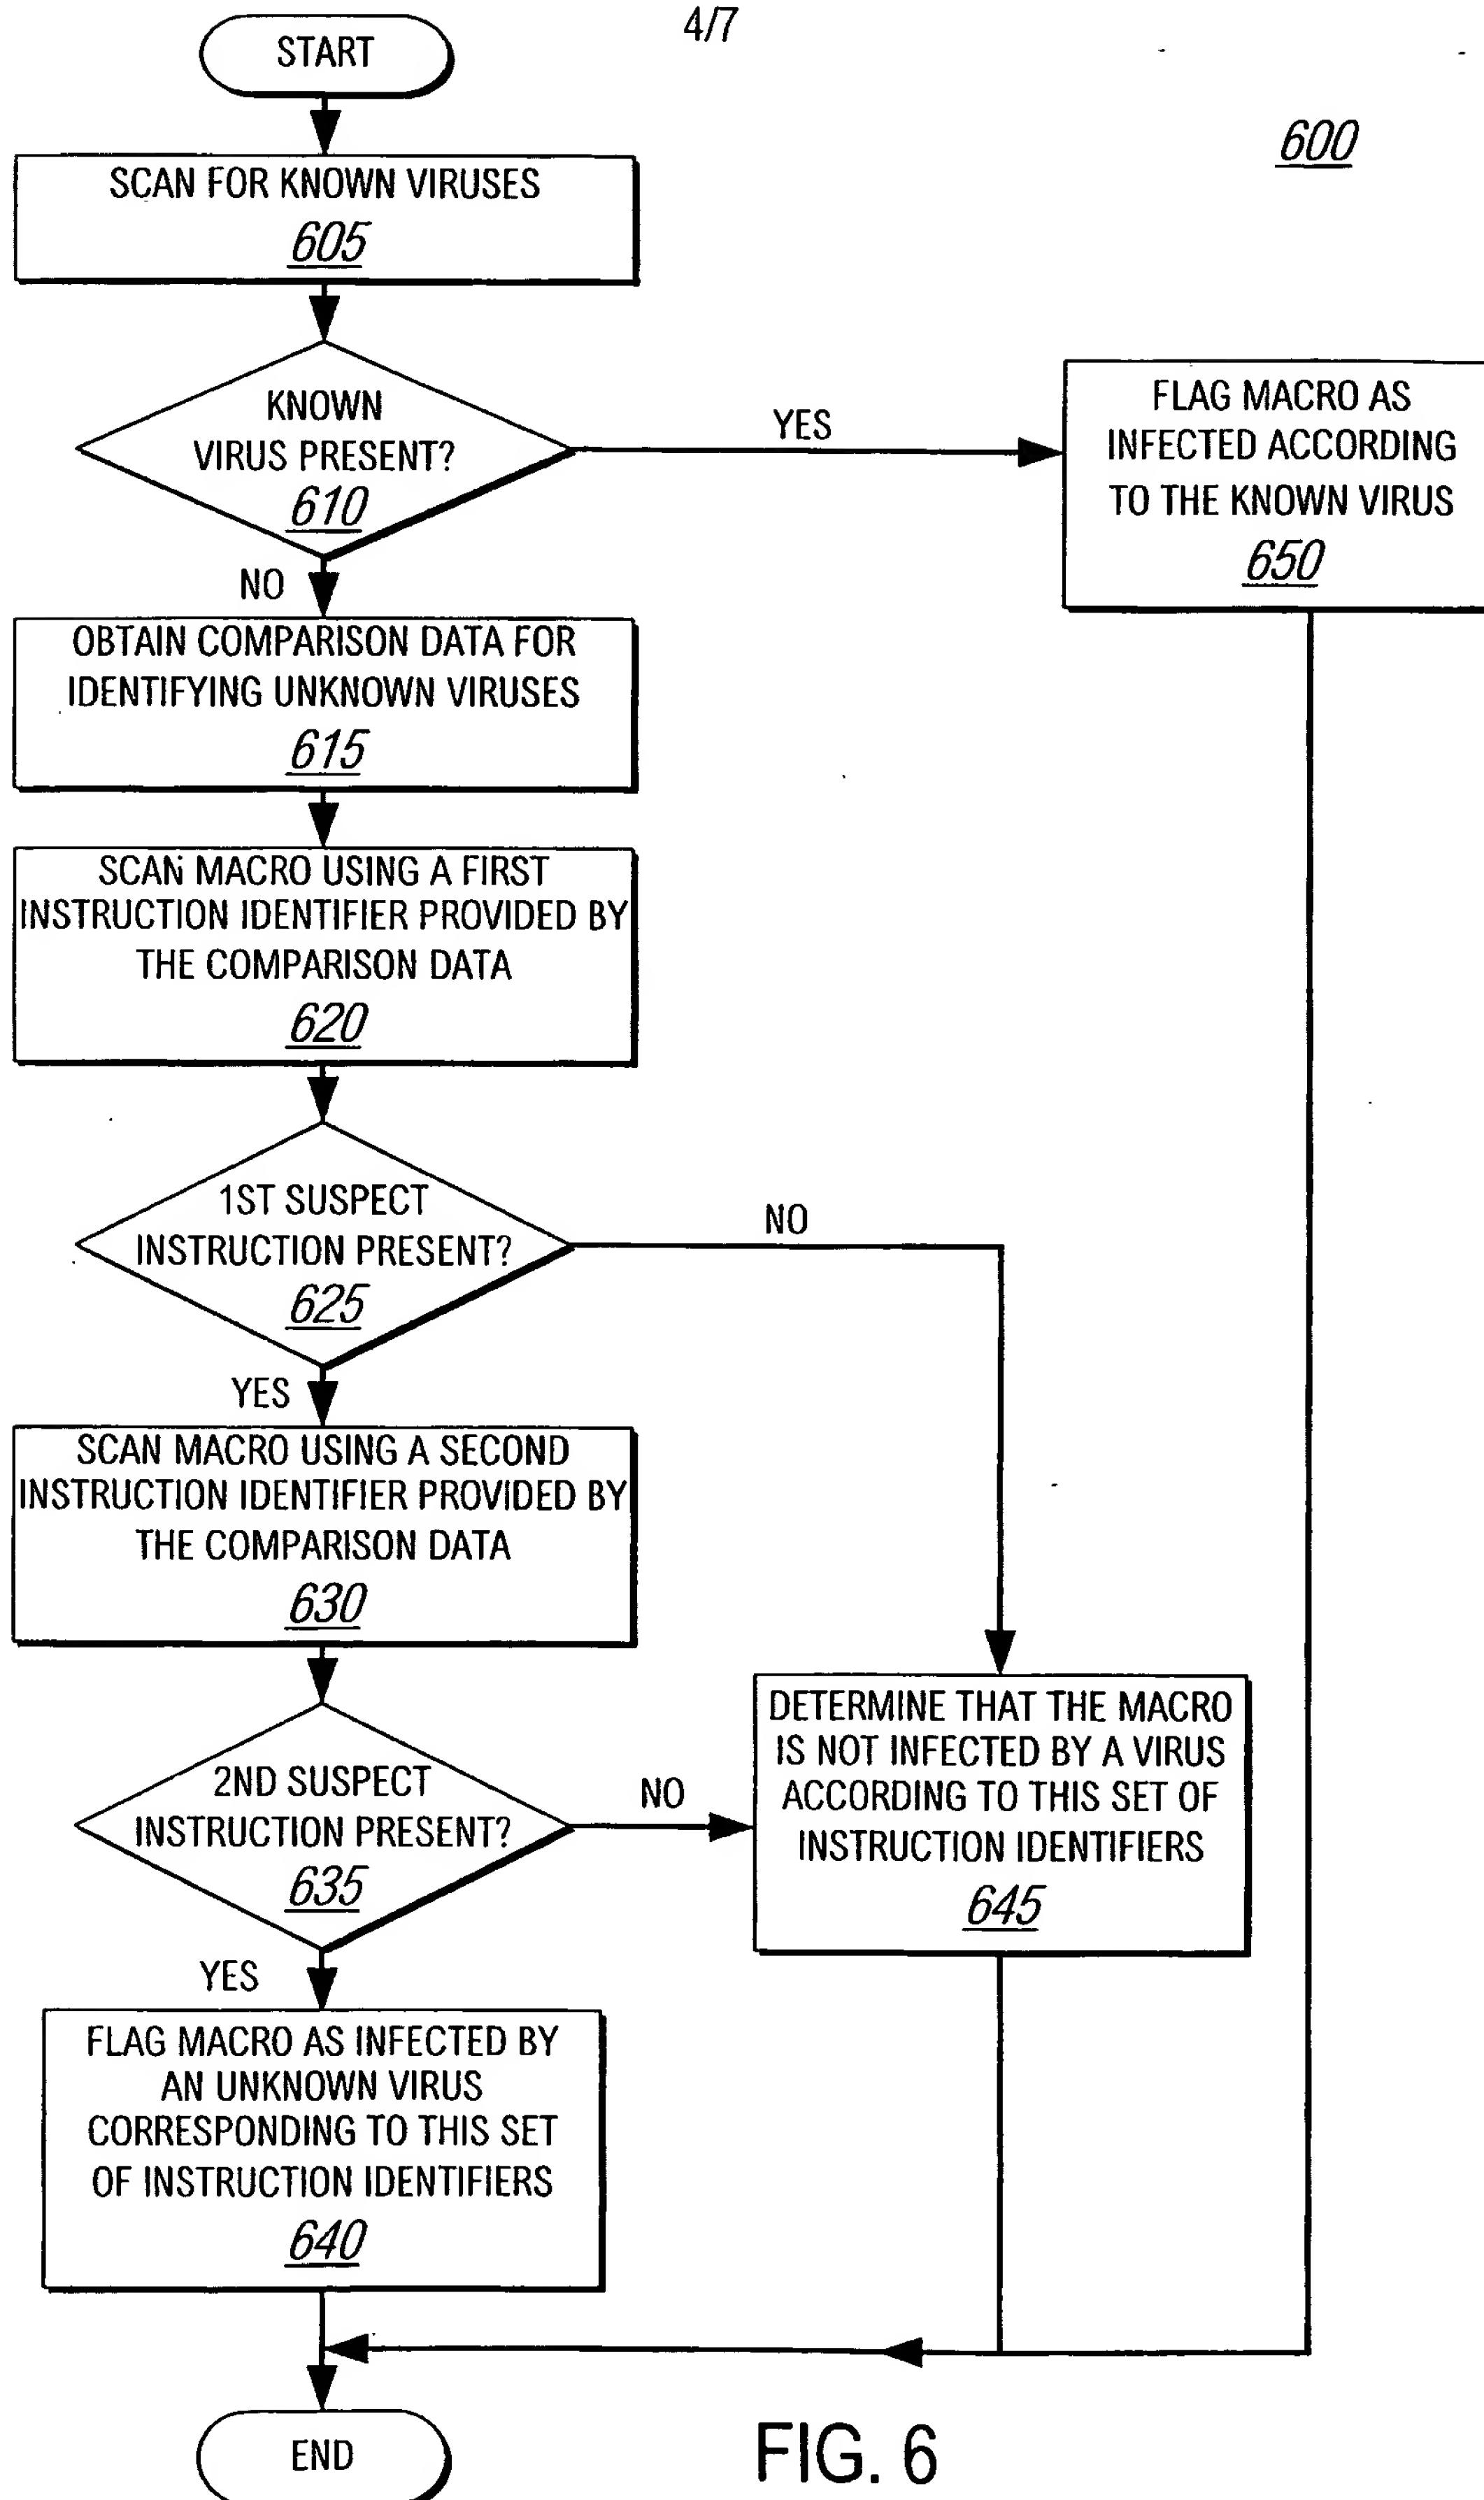 4/7
START
600
SCAN FOR KNOWN VIRUSES
605
KNOWN
VIRUS PRESENT?
610
YES
FLAG MACRO AS
INFECTED ACCORDING
TO THE KNOWN VIRUS
650
NO
OBTAIN COMPARISON DATA FOR
IDENTIFYING UNKNOWN VIRUSES
615
SCAN MACRO USING A FIRST
INSTRUCTION IDENTIFIER PROVIDED BY
THE COMPARISON DATA
620
1ST SUSPECT
INSTRUCTION PRESENT?
625
NO
YES
SCAN MACRO USING A SECOND
INSTRUCTION IDENTIFIER PROVIDED BY
THE COMPARISON DATA
630
2ND SUSPECT
INSTRUCTION PRESENT?
635
NO
DETERMINE THAT THE MACRO
IS NOT INFECTED BY A VIRUS
ACCORDING TO THIS SET OF
INSTRUCTION IDENTIFIERS
645
YES
FLAG MACRO AS INFECTED BY
AN UNKNOWN VIRUS
CORRESPONDING TO THIS SET
OF INSTRUCTION IDENTIFIERS
640
END
FIG. 6